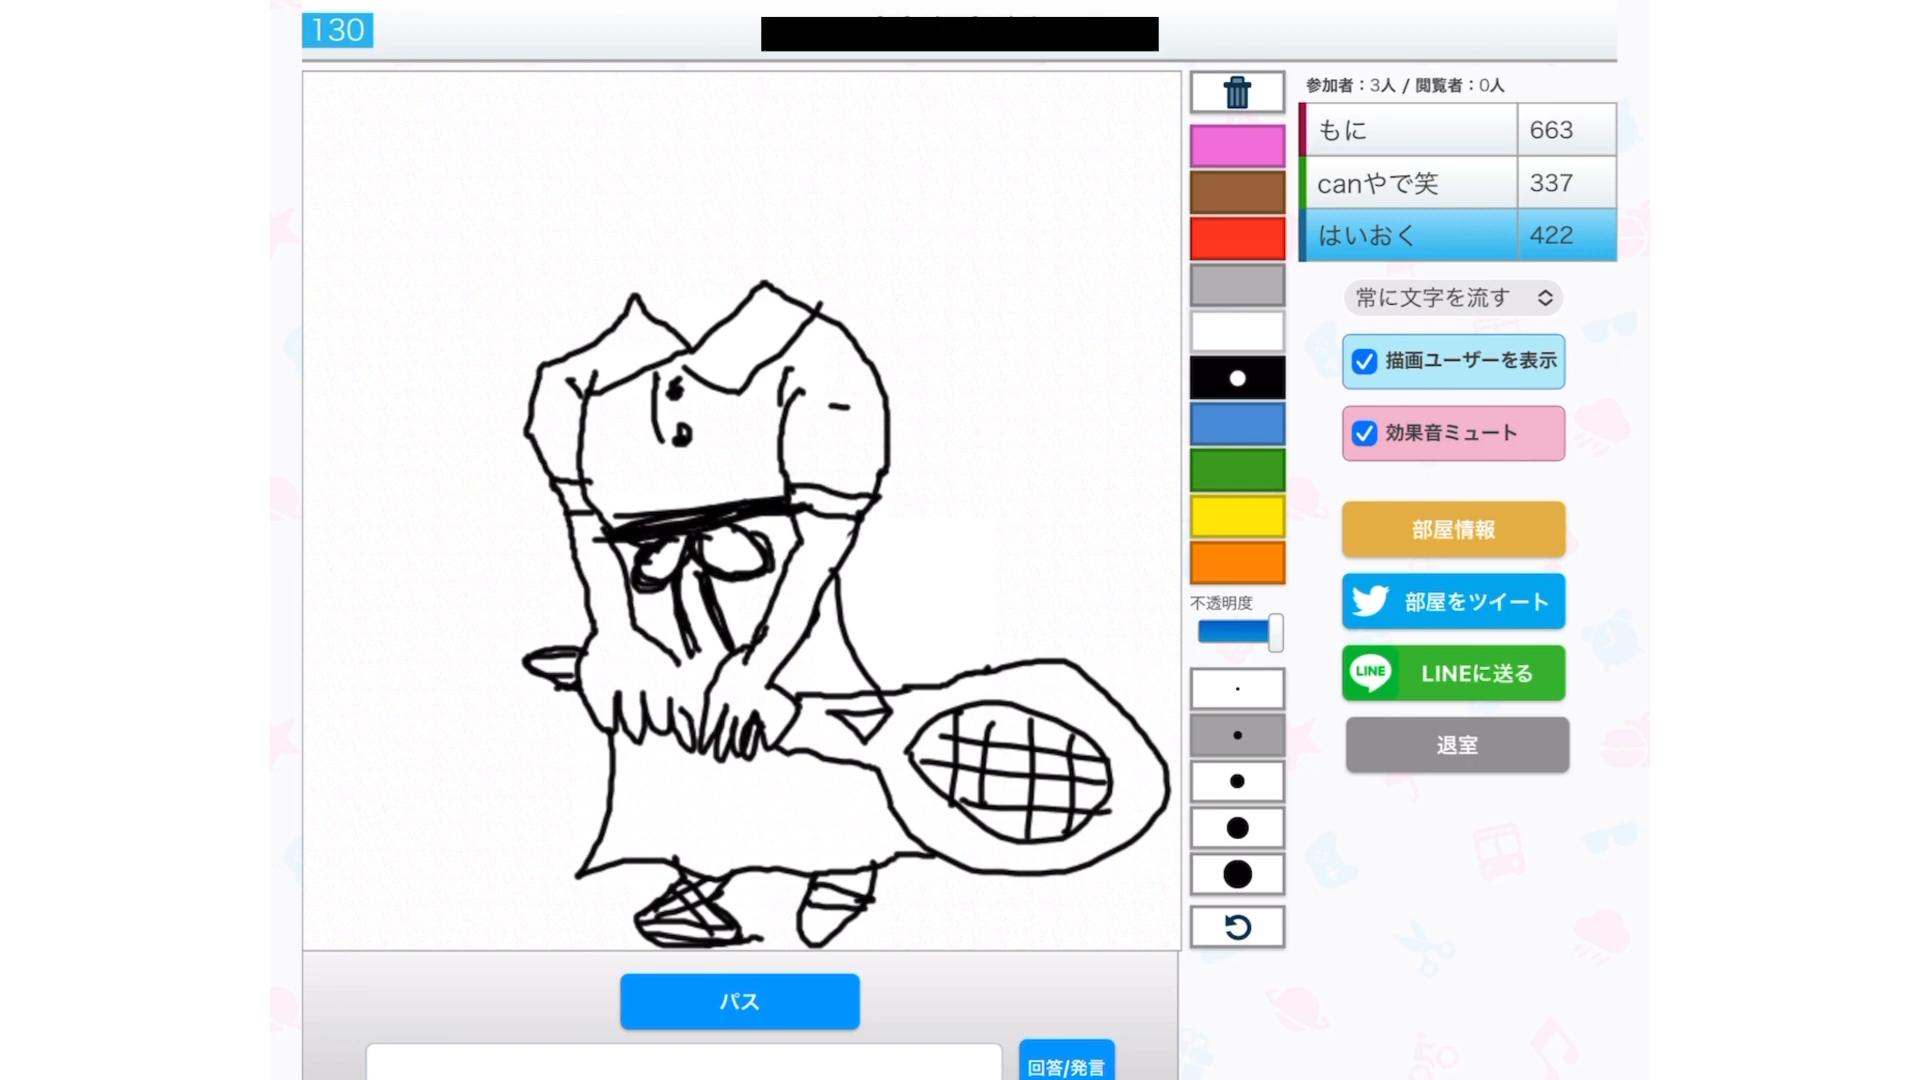 130
参加者：3人 / 閲覧者：0人
もに 663
canやで笑 337
はいおく 422
常に文字を流す
描画ユーザーを表示
効果音ミュート
部屋情報
部屋をツイート
不透明度
LINE LINEに送る
退室
パス
回答/発言